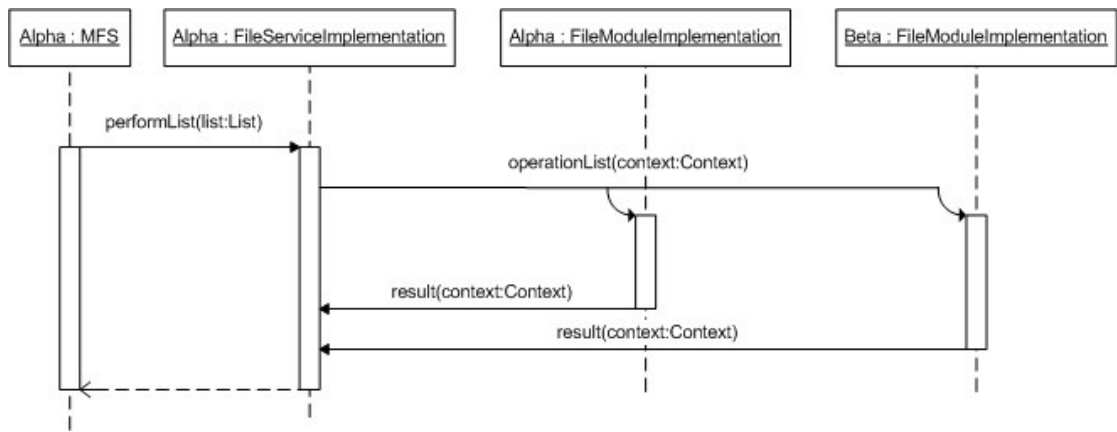 Alpha : MFS
Alpha : FileServiceImplementation
Alpha : FileModuleImplementation
Beta : FileModuleImplementation
performList(list:List)
operationList(context:Context)
result(context:Context)
result(context:Context)